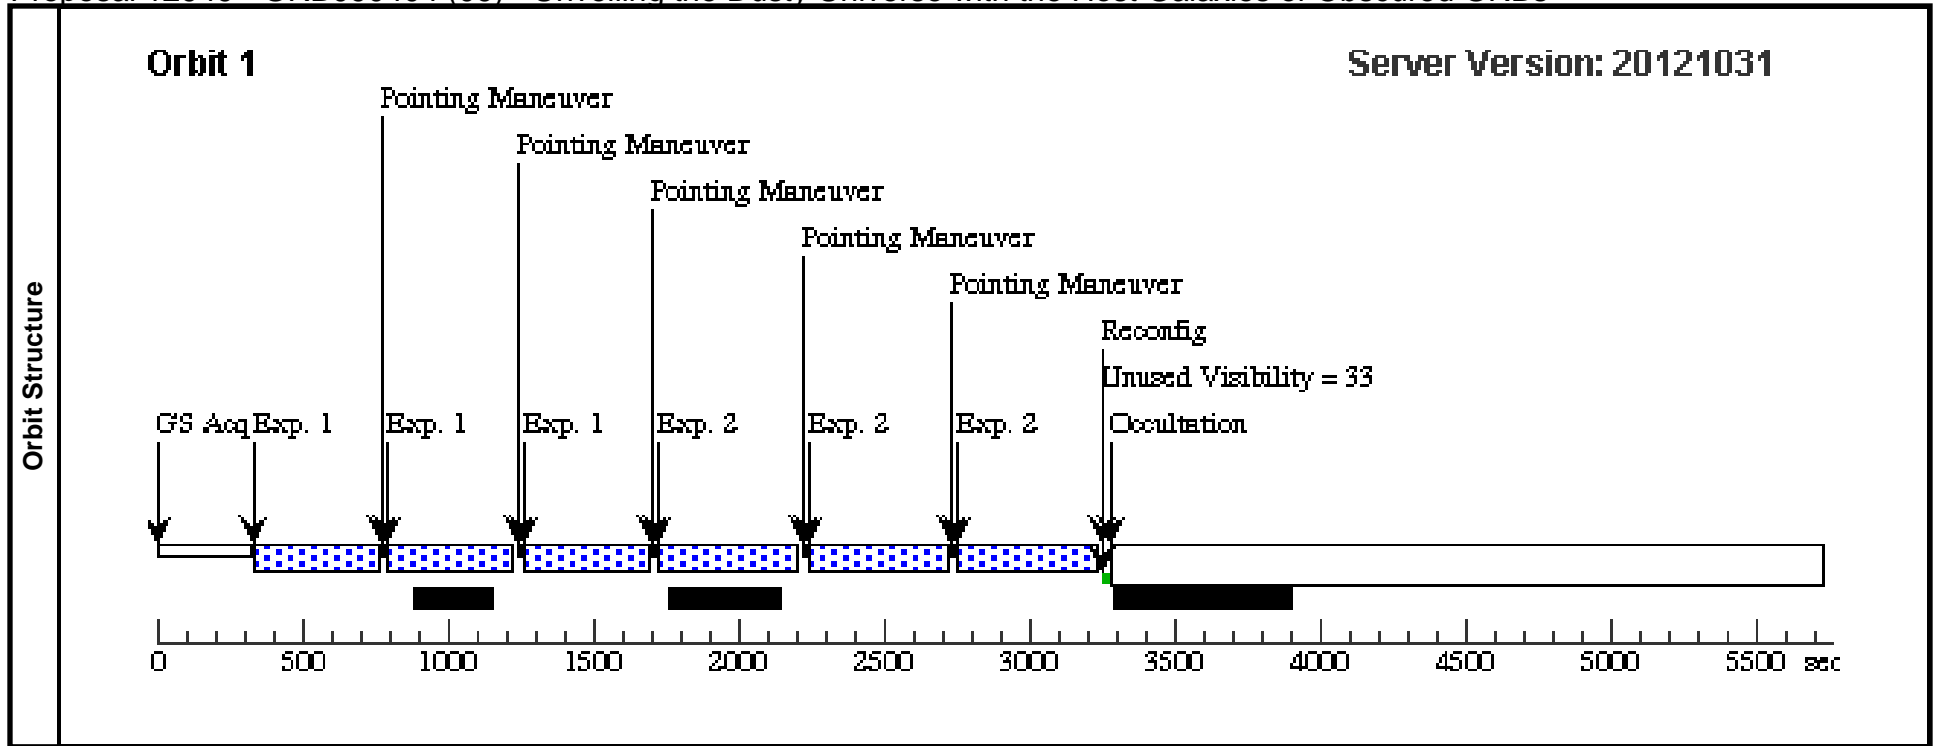 Orbit Structure
Orbit 1
Server Version: 20121031
Pointing Maneuver
Pointing Maneuver
Pointing Maneuver
Pointing Maneuver
Pointing Maneuver
Reconfig
Unused Visibility = 33
GS Acq Exp. 1 Exp. 1 Exp. 1 Exp. 2 Exp. 2 Exp. 2 Occultation
0 500 1000 1500 2000 2500 3000 3500 4000 4500 5000 5500 sec